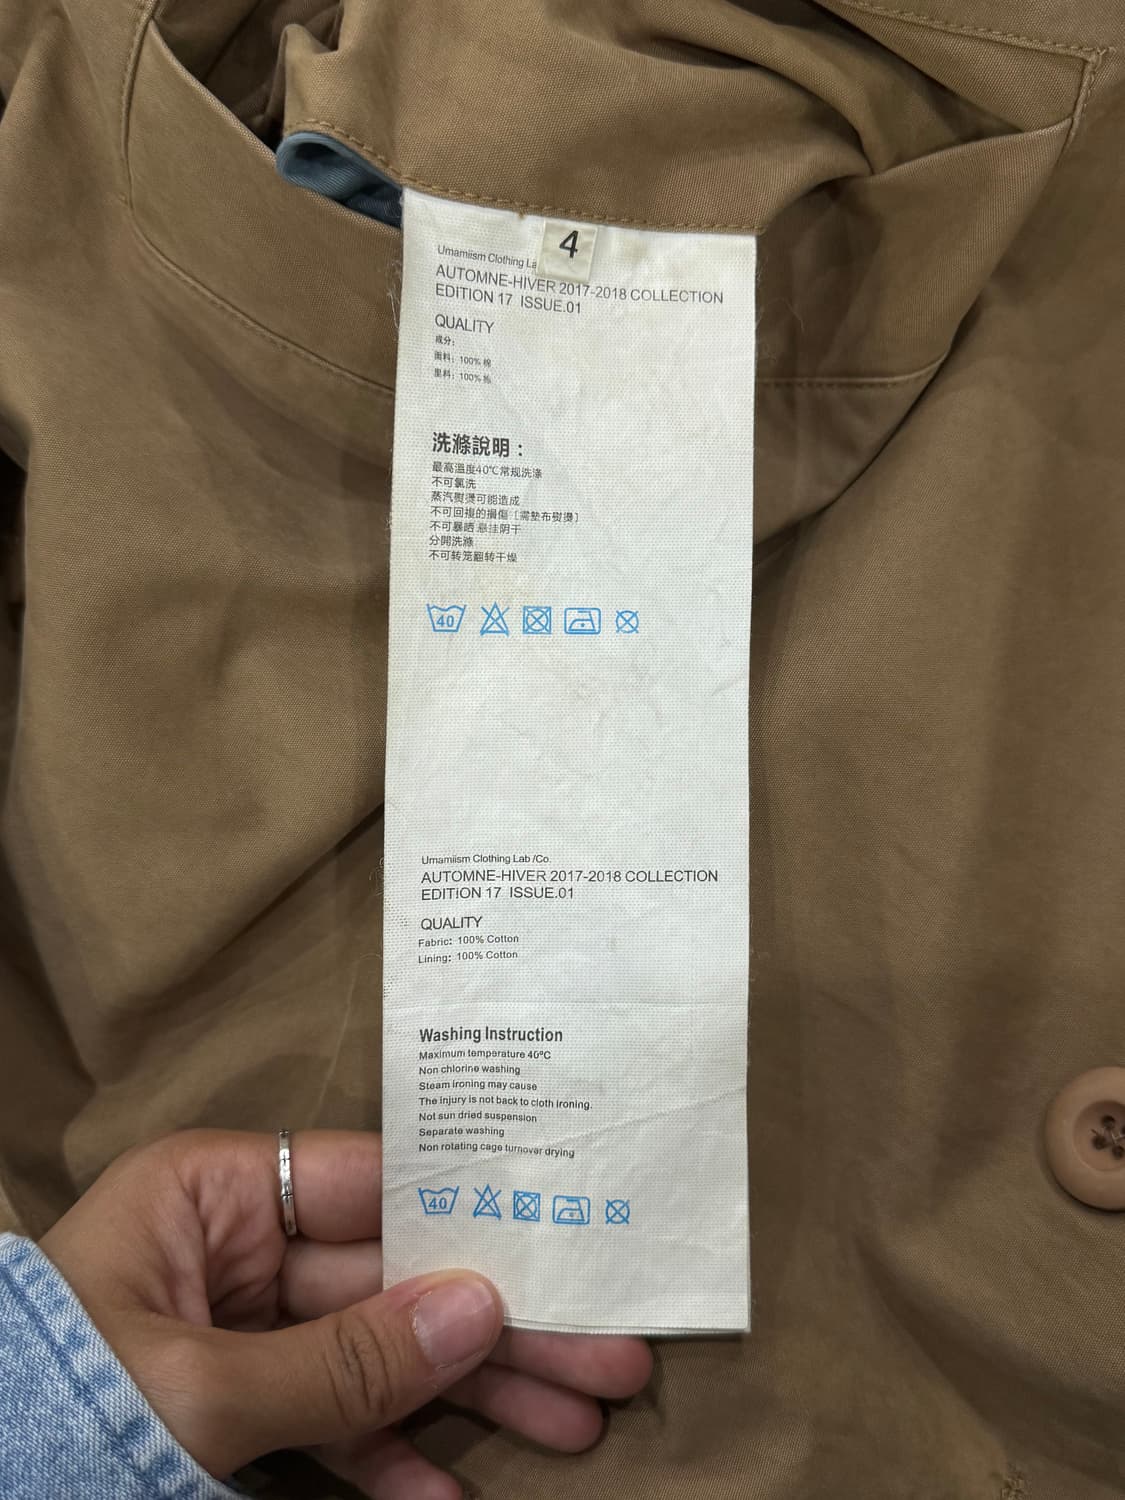 4
Umamiism Clothing
AUTOMNE-HIVER 2017-2018 COLLECTION
EDITION 17 ISSUE.01
QUALITY
成分:
面料: 100% 棉
里料: 100%
洗滌說明：
最高溫度40℃常规洗涤
不可氯洗
蒸汽熨燙可能造成
不可回復的損傷〔需墊布熨燙〕
不可暴晒 悬挂阴干
分開洗滌
不可转笼翻转干燥
40
Umamiism Clothing Lab /Co.
AUTOMNE-HIVER 2017-2018 COLLECTION
EDITION 17 ISSUE.01
QUALITY
Fabric: 100% Cotton
Lining: 100% Cotton
Washing Instruction
Maximum temperature 40ºC
Non chlorine washing
Steam ironing may cause
The injury is not back to cloth ironing.
Not sun dried suspension
Separate washing
Non rotating cage turnover drying
40